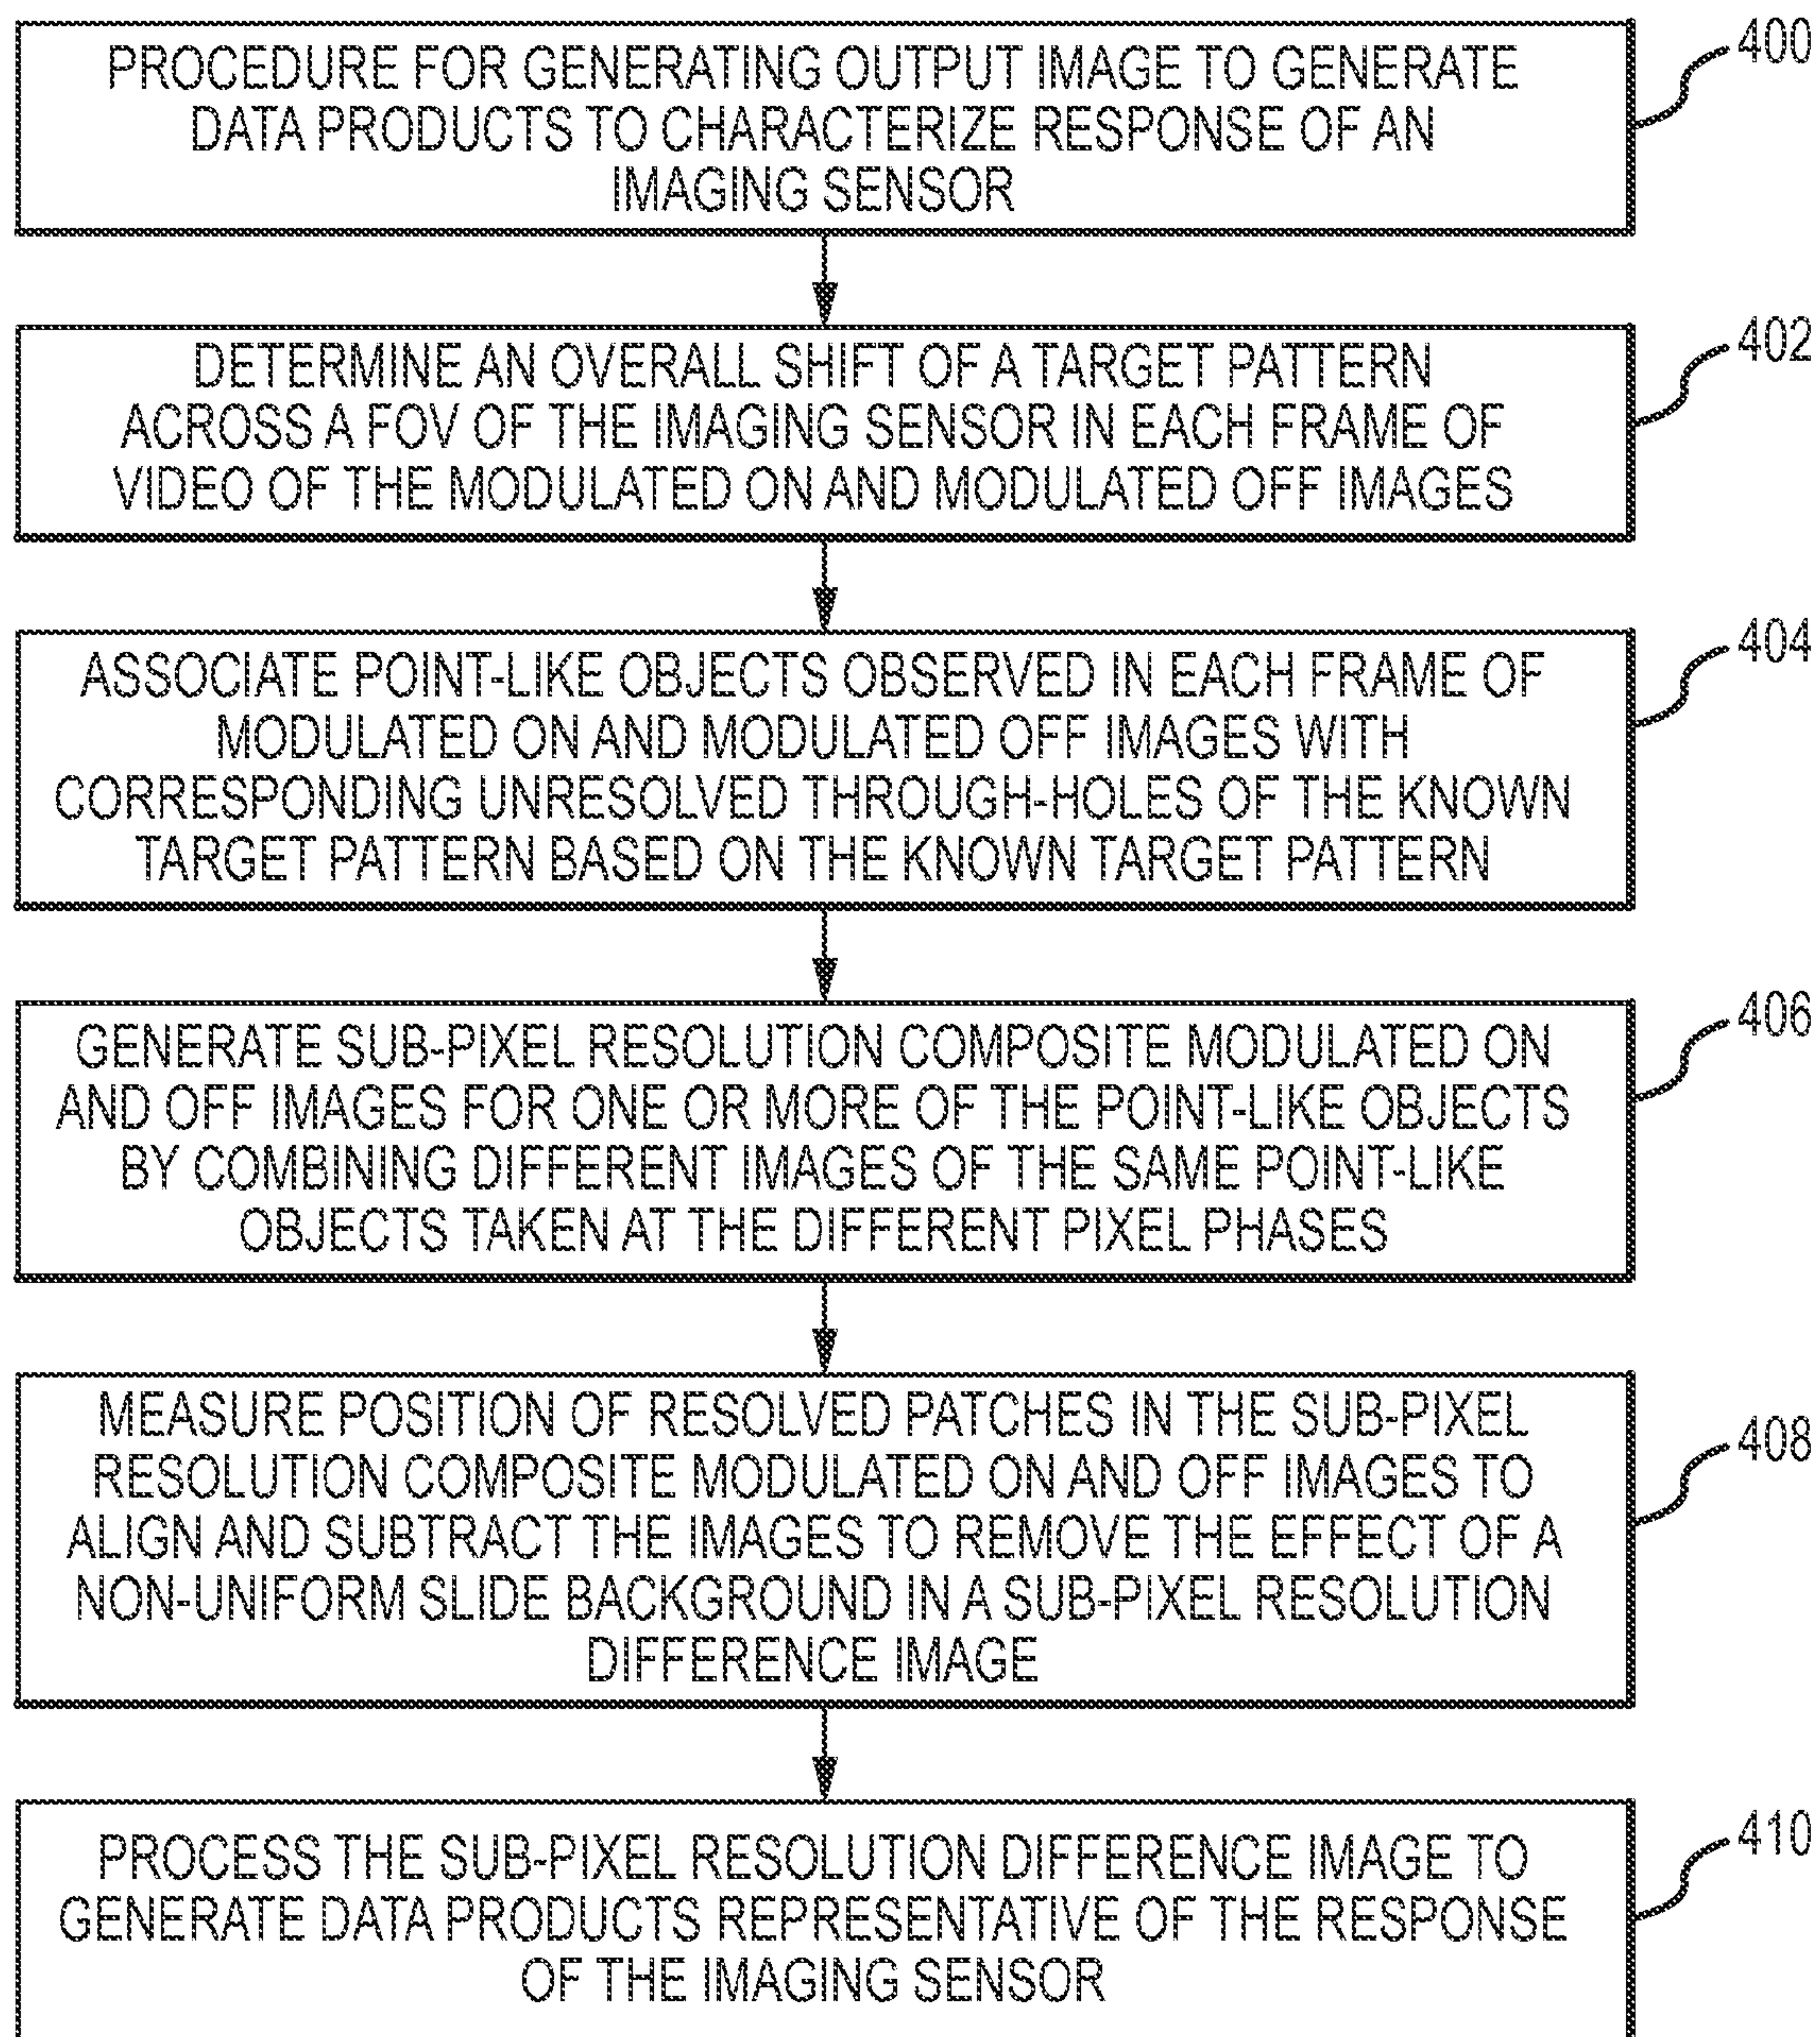 PROCEDURE FOR GENERATING OUTPUT IMAGE TO GENERATE
DATA PRODUCTS TO CHARACTERIZE RESPONSE OF AN
IMAGING SENSOR
400
DETERMINE AN OVERALL SHIFT OF A TARGET PATTERN
ACROSS A FOV OF THE IMAGING SENSOR IN EACH FRAME OF
VIDEO OF THE MODULATED ON AND MODULATED OFF IMAGES
402
ASSOCIATE POINT-LIKE OBJECTS OBSERVED IN EACH FRAME OF
MODULATED ON AND MODULATED OFF IMAGES WITH
CORRESPONDING UNRESOLVED THROUGH-HOLES OF THE KNOWN
TARGET PATTERN BASED ON THE KNOWN TARGET PATTERN
404
GENERATE SUB-PIXEL RESOLUTION COMPOSITE MODULATED ON
AND OFF IMAGES FOR ONE OR MORE OF THE POINT-LIKE OBJECTS
BY COMBINING DIFFERENT IMAGES OF THE SAME POINT-LIKE
OBJECTS TAKEN AT THE DIFFERENT PIXEL PHASES
406
MEASURE POSITION OF RESOLVED PATCHES IN THE SUB-PIXEL
RESOLUTION COMPOSITE MODULATED ON AND OFF IMAGES TO
ALIGN AND SUBTRACT THE IMAGES TO REMOVE THE EFFECT OF A
NON-UNIFORM SLIDE BACKGROUND IN A SUB-PIXEL RESOLUTION
DIFFERENCE IMAGE
408
PROCESS THE SUB-PIXEL RESOLUTION DIFFERENCE IMAGE TO
GENERATE DATA PRODUCTS REPRESENTATIVE OF THE RESPONSE
OF THE IMAGING SENSOR
410